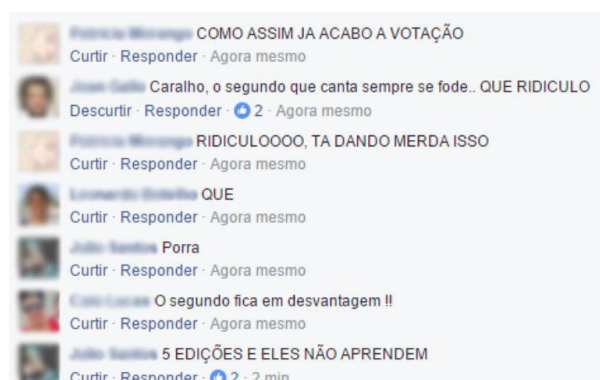 COMO ASSIM JA ACABO A VOTAÇÃO
Curtir · Responder · Agora mesmo
Caralho, o segundo que canta sempre se fode.. QUE RIDICULO
Descurtir · Responder · 2 · Agora mesmo
RIDICULOOOO, TA DANDO MERDA ISSO
Curtir · Responder · Agora mesmo
QUE
Curtir · Responder · Agora mesmo
Porra
Curtir · Responder · Agora mesmo
O segundo fica em desvantagem !!
Curtir · Responder · Agora mesmo
5 EDIÇÕES E ELES NÃO APRENDEM
Curtir · Responder · 2 · 2 min